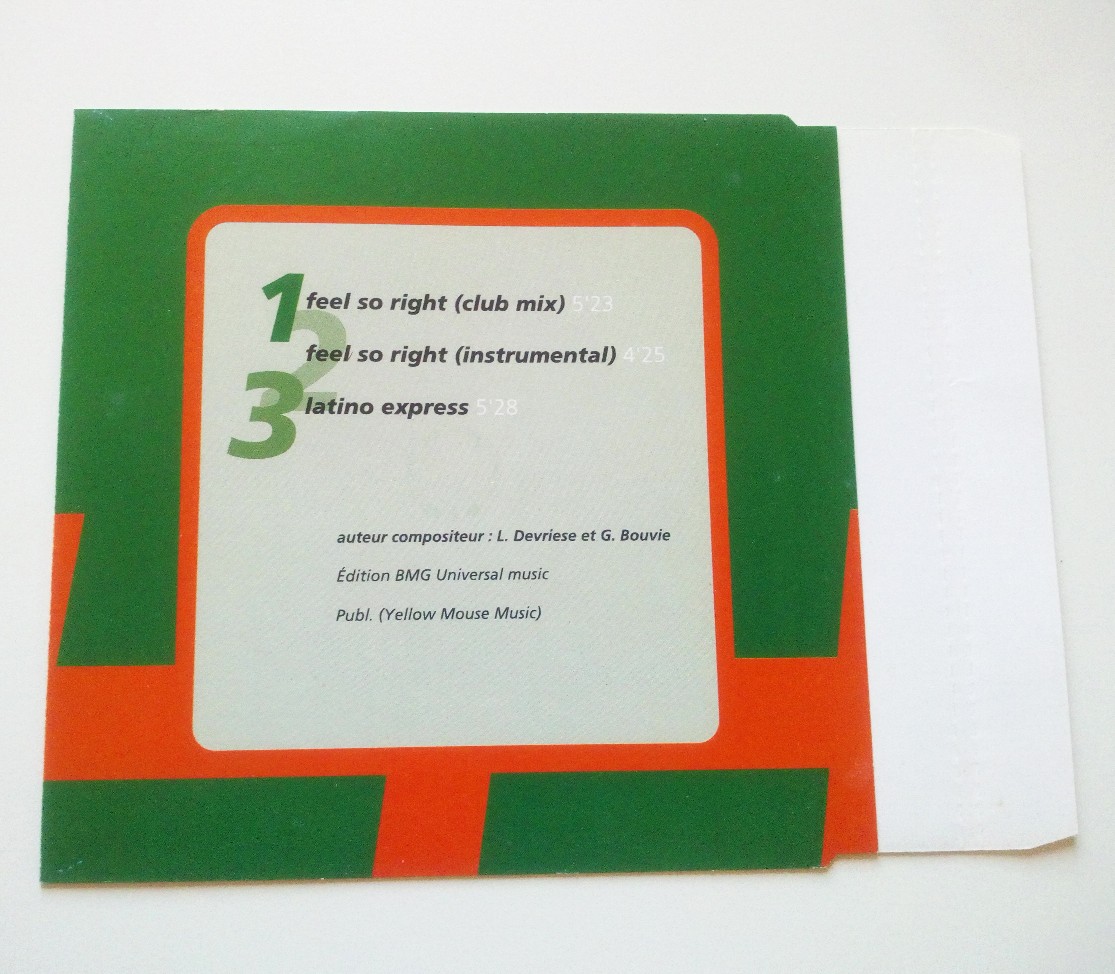 1 feel so right (club mix) 5'23
2 feel so right (instrumental) 4'25
3 latino express 5'28
auteur compositeur : L. Devriese et G. Bouvie
Édition BMG Universal music
Publ. (Yellow Mouse Music)